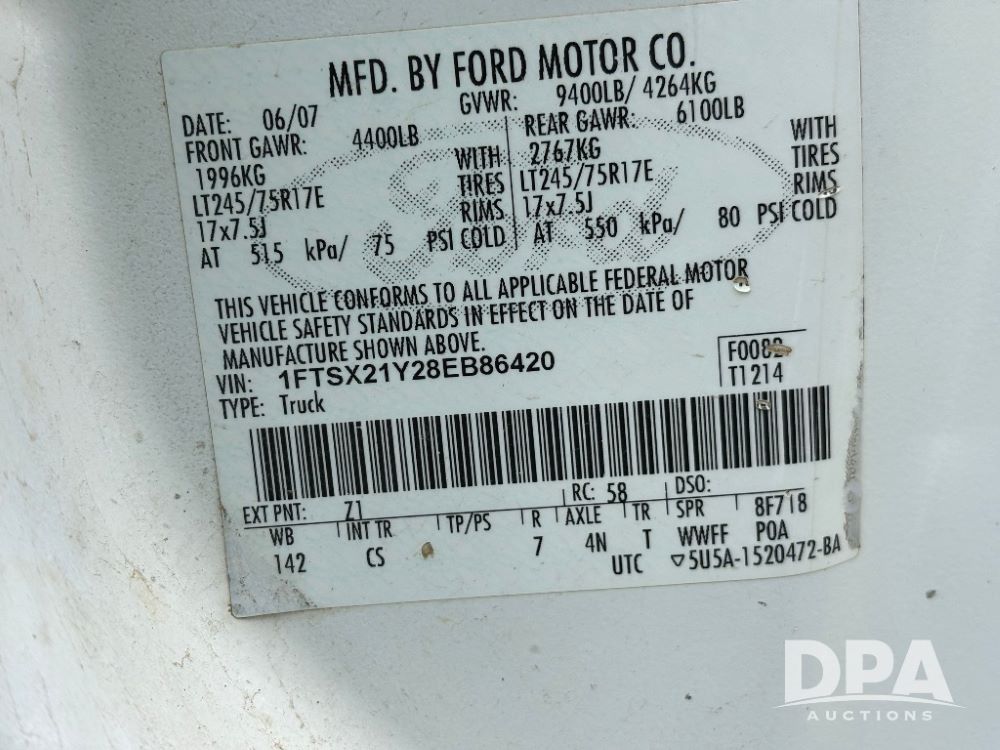 MFD. BY FORD MOTOR CO.
DATE: 06/07 GVWR: 9400LB/ 4264KG
FRONT GAWR: 4400LB REAR GAWR: 6100LB
1996KG WITH 2767KG WITH
LT245/75R17E TIRES LT245/75R17E TIRES
17x7.5J RIMS 17x7.5J RIMS
AT 515 kPa/ 75 PSI COLD AT 550 kPa/ 80 PSI COLD
THIS VEHICLE CONFORMS TO ALL APPLICABLE FEDERAL MOTOR
VEHICLE SAFETY STANDARDS IN EFFECT ON THE DATE OF
MANUFACTURE SHOWN ABOVE.
VIN: 1FTSX21Y28EB86420 F0082
TYPE: Truck T1214
EXT PNT: Z1 RC: 58 DSO:
WB INT TR TP/PS R AXLE TR SPR 8F718
142 CS 7 4N T WWFF POA
UTC ▽5U5A-1520472-BA
DPA
AUCTIONS